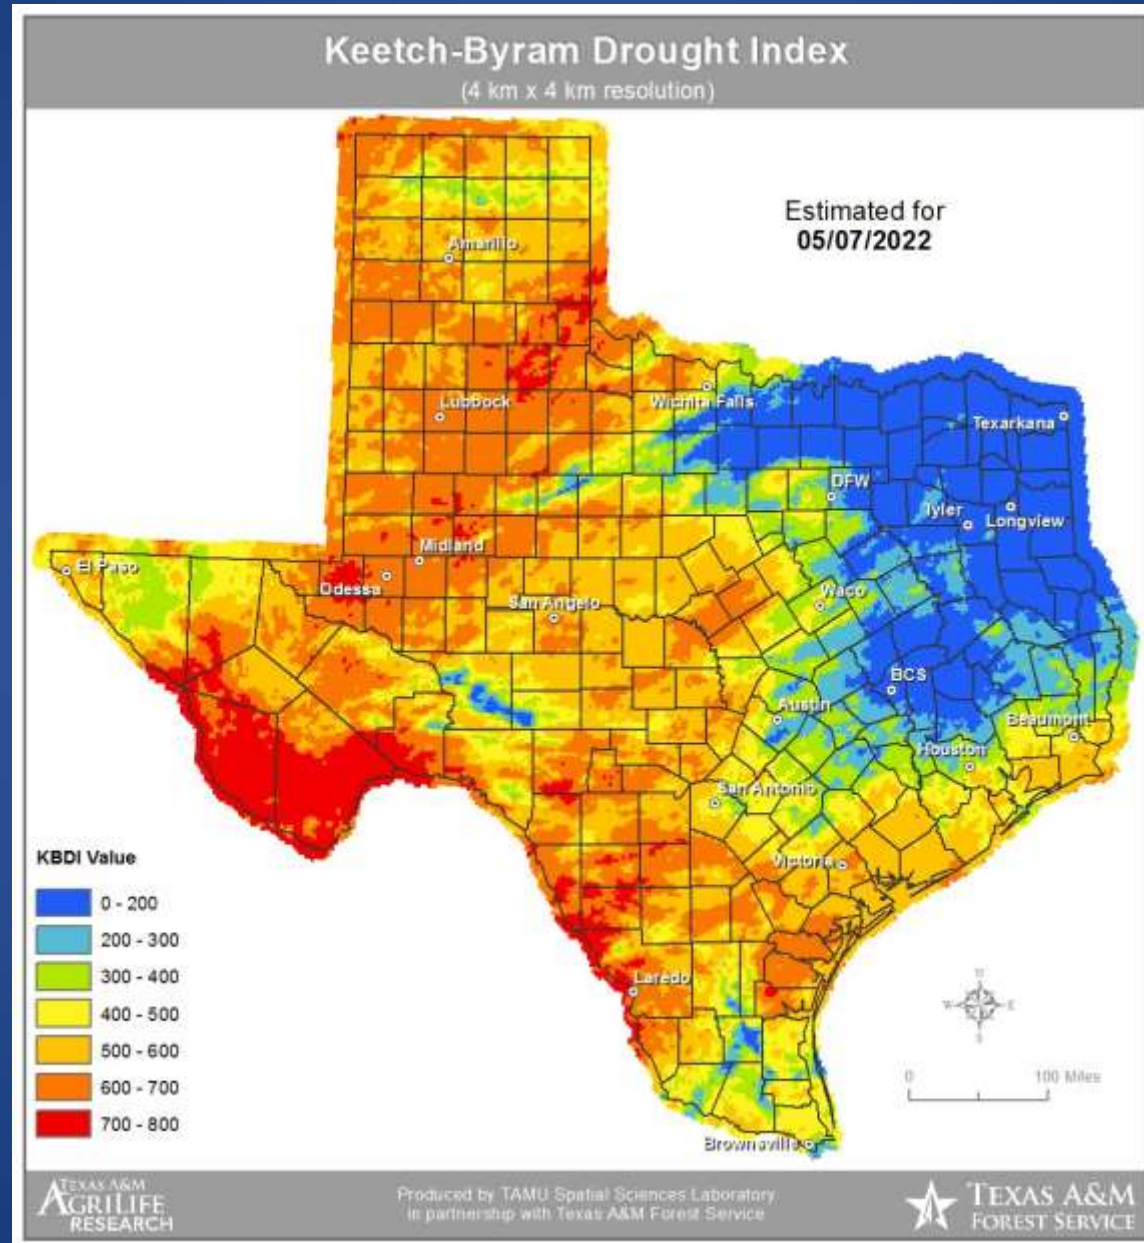 Keetch-Byram Drought Index
(4 km x 4 km resolution)
Estimated for
05/07/2022
Amarillo
Lubbock
Wichita Falls
Texarkana
DFW
Tyler
Longview
Midland
El Paso
Odessa
San Angelo
Waco
BCS
Austin
Beaumont
Houston
San Antonio
Victoria
Laredo
Brownsville
KBDI Value
0 - 200
200 - 300
300 - 400
400 - 500
500 - 600
600 - 700
700 - 800
N
W
E
S
0
100 Miles
TEXAS A&M
AGRILIFE
RESEARCH
Produced by TAMU Spatial Sciences Laboratory
in partnership with Texas A&M Forest Service
TEXAS A&M
FOREST SERVICE